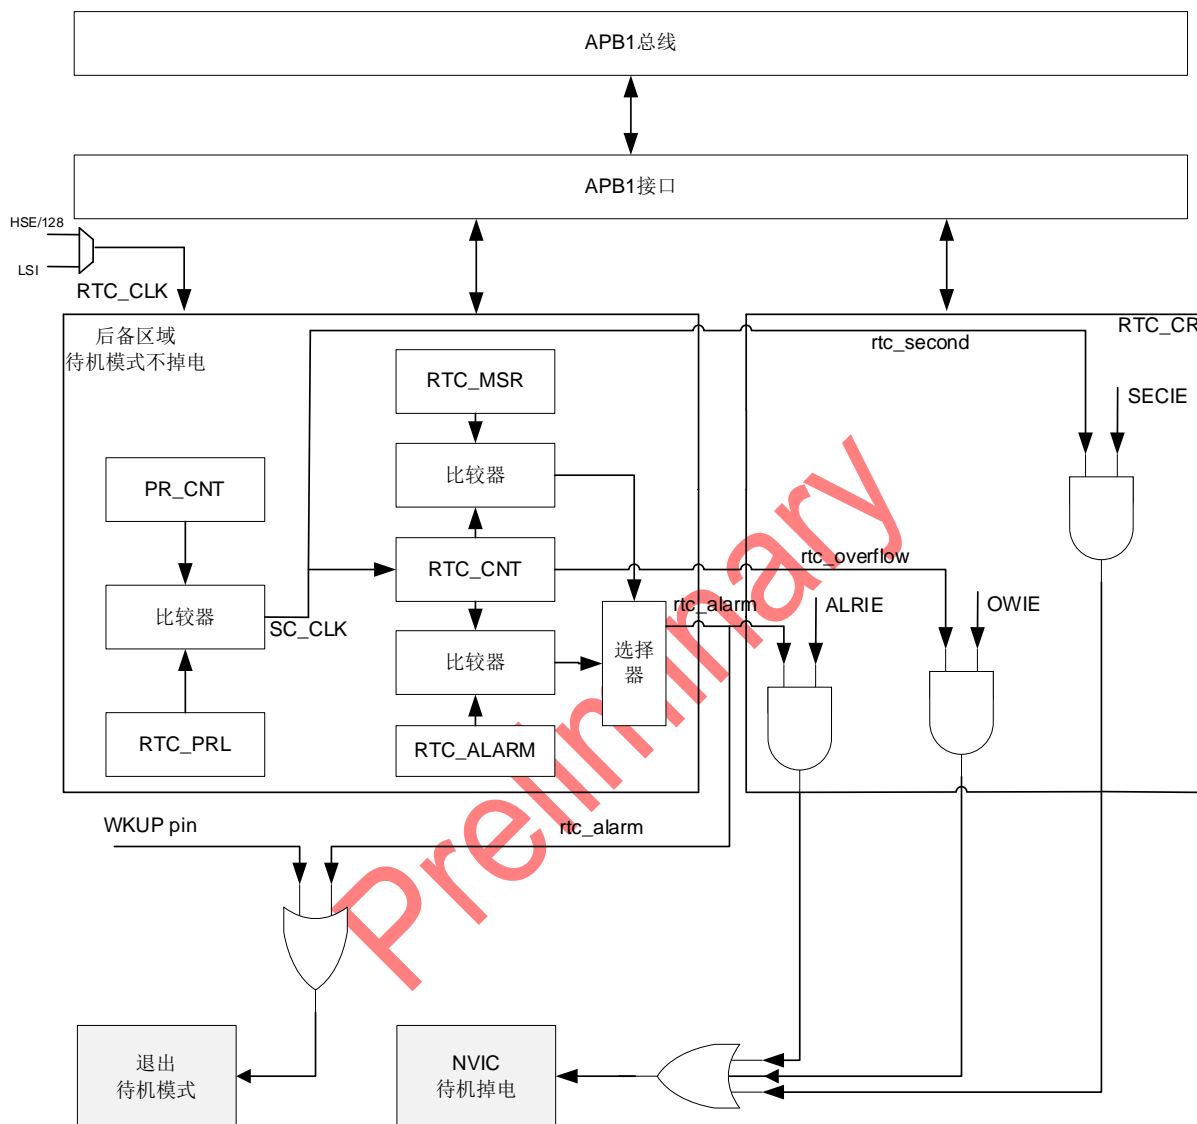 APB1总线
APB1接口
HSE/128
LSI
RTC_CLK
后备区域
待机模式不掉电
RTC_CR
rtc_second
SECIE
RTC_MSR
比较器
PR_CNT
RTC_CNT
rtc_overflow
比较器
SC_CLK
rtc_alarm
ALRIE
OWIE
比较器
选择
器
RTC_PRL
RTC_ALARM
WKUP pin
rtc_alarm
Preliminary
退出
待机模式
NVIC
待机掉电